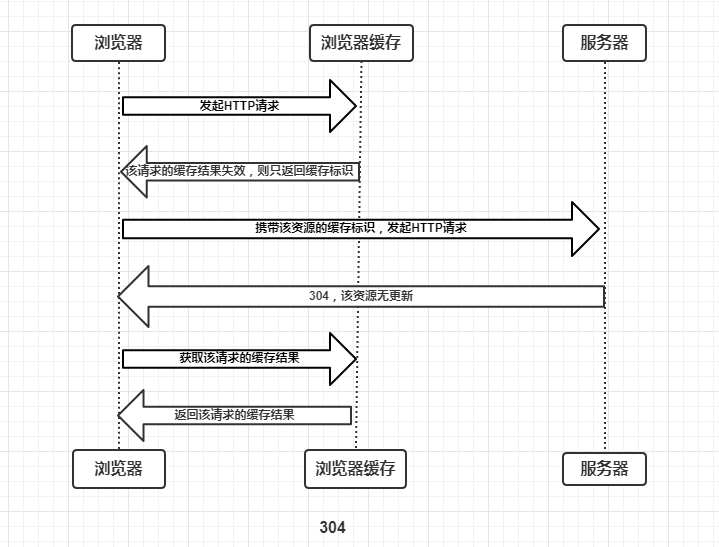 浏览器
浏览器缓存
服务器
发起HTTP请求
该请求的缓存结果失效，则只返回缓存标识
携带该资源的缓存标识，发起HTTP请求
304，该资源无更新
获取该请求的缓存结果
返回该请求的缓存结果
浏览器
浏览器缓存
服务器
304